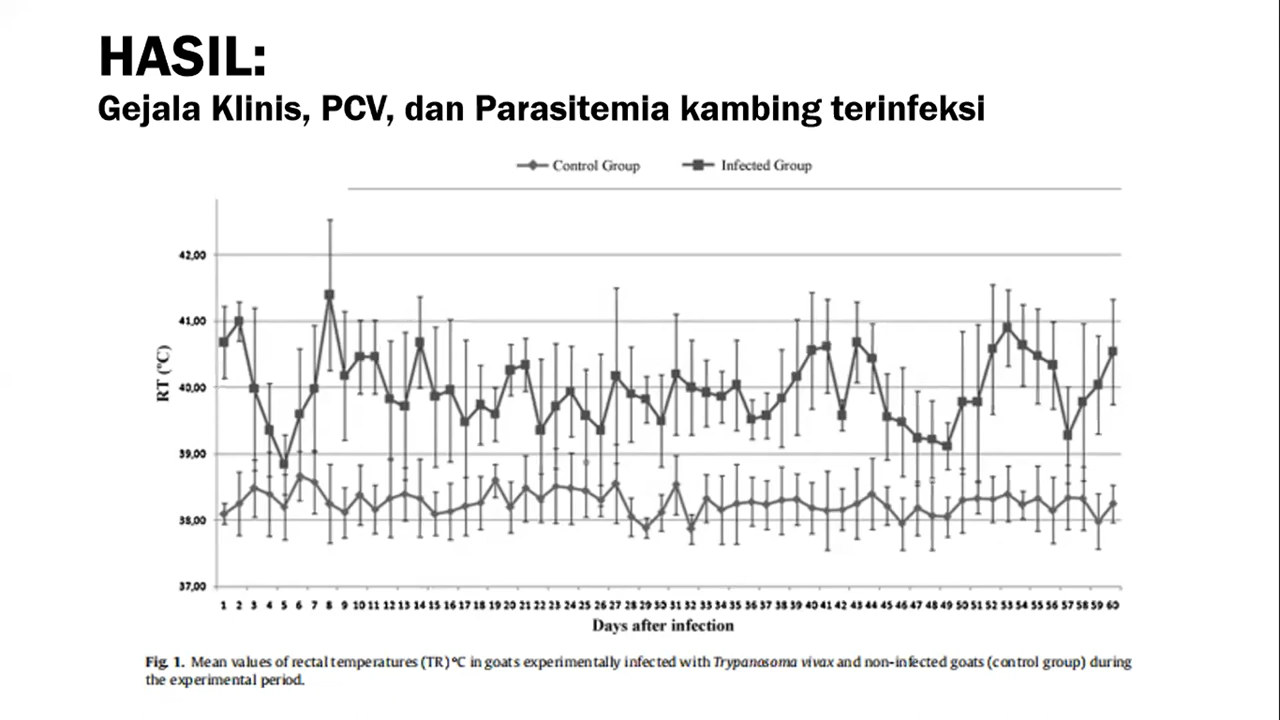 HASIL:
Gejala Klinis, PCV, dan Parasitemia kambing terinfeksi
Control Group Infected Group
42,00
41,00
40,00
39,00
38,00
37,00
RT (°C)
1 2 3 4 5 6 7 8 9 10 11 12 13 14 15 16 17 18 19 20 21 22 23 24 25 26 27 28 29 30 31 32 33 34 35 36 37 38 39 40 41 42 43 44 45 46 47 48 49 50 51 52 53 54 55 56 57 58 59 60
Days after infection
Fig. 1. Mean values of rectal temperatures (TR) °C in goats experimentally infected with Trypanosoma vivax and non-infected goats (control group) during
the experimental period.